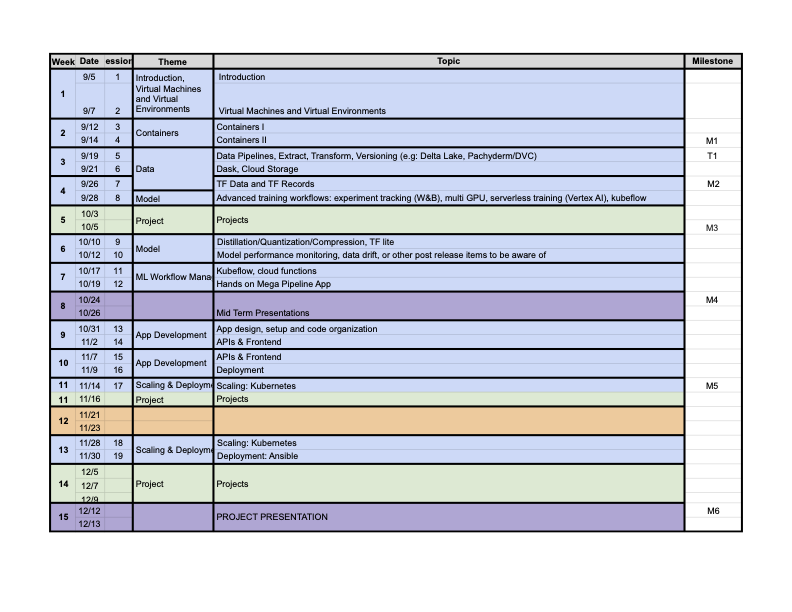 Week Date ession Theme Topic Milestone
1 9/5 1 Introduction, Virtual Machines and Virtual Environments Introduction
9/7 2 Virtual Machines and Virtual Environments
2 9/12 3 Containers Containers I
9/14 4 Containers II M1
3 9/19 5 Data Data Pipelines, Extract, Transform, Versioning (e.g: Delta Lake, Pachyderm/DVC) T1
9/21 6 Dask, Cloud Storage
4 9/26 7 TF Data and TF Records M2
9/28 8 Model Advanced training workflows: experiment tracking (W&B), multi GPU, serverless training (Vertex AI), kubeflow
5 10/3 Project Projects
10/5 M3
6 10/10 9 Model Distillation/Quantization/Compression, TF lite
10/12 10 Model performance monitoring, data drift, or other post release items to be aware of
7 10/17 11 ML Workflow Mana Kubeflow, cloud functions
10/19 12 Hands on Mega Pipeline App
8 10/24 M4
10/26 Mid Term Presentations
9 10/31 13 App Development App design, setup and code organization
11/2 14 APIs & Frontend
10 11/7 15 App Development APIs & Frontend
11/9 16 Deployment
11 11/14 17 Scaling & Deployme Scaling: Kubernetes M5
11 11/16 Project Projects
12 11/21
11/23
13 11/28 18 Scaling & Deployme Scaling: Kubernetes
11/30 19 Deployment: Ansible
14 12/5 Project Projects
12/7
12/9
15 12/12 PROJECT PRESENTATION M6
12/13